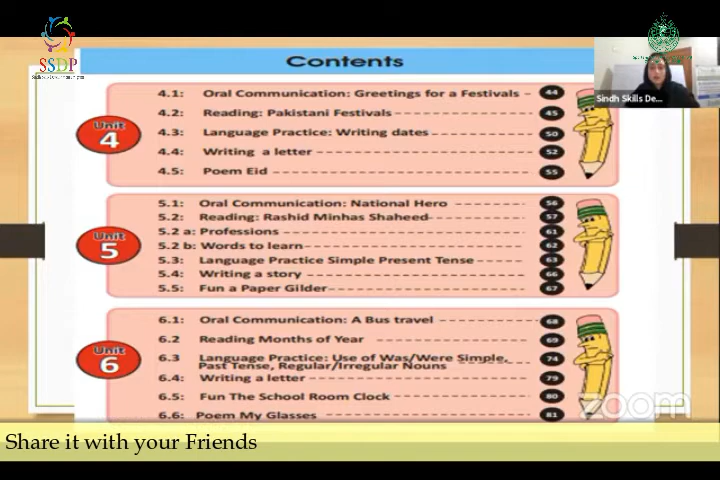 SSDP
Contents
Sindh Skills De...
Unit 4
4.1: Oral Communication: Greetings for a Festivals 44
4.2: Reading: Pakistani Festivals 45
4.3: Language Practice: Writing dates 50
4.4: Writing a letter 52
4.5: Poem Eid 55
Unit 5
5.1: Oral Communication: National Hero 56
5.2: Reading: Rashid Minhas Shaheed 57
5.2 a: Professions 61
5.2 b: Words to learn 62
5.3: Language Practice Simple Present Tense 63
5.4: Writing a story 66
5.5: Fun a Paper Gilder 67
Unit 6
6.1: Oral Communication: A Bus travel 68
6.2 Reading Months of Year 69
6.3 Language Practice: Use of Was/Were Simple,
Past Tense, Regular/Irregular Nouns 74
6.4: Writing a letter 79
6.5: Fun The School Room Clock 80
6.6: Poem My Glasses 81
zoom
Share it with your Friends